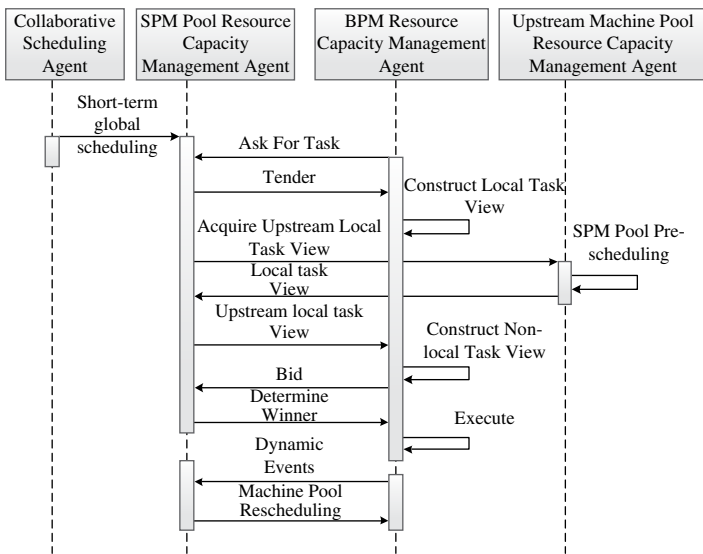 Collaborative
Scheduling
Agent
SPM Pool Resource
Capacity
Management Agent
BPM Resource
Capacity Management
Agent
Upstream Machine Pool
Resource Capacity
Management Agent
Short-term
global
scheduling
Ask For Task
Tender
Construct Local Task
View
Acquire Upstream Local
Task View
SPM Pool Pre-
scheduling
Local task
View
Upstream local task
View
Construct Non-
local Task View
Bid
Determine
Winner
Execute
Dynamic
Events
Machine Pool
Rescheduling